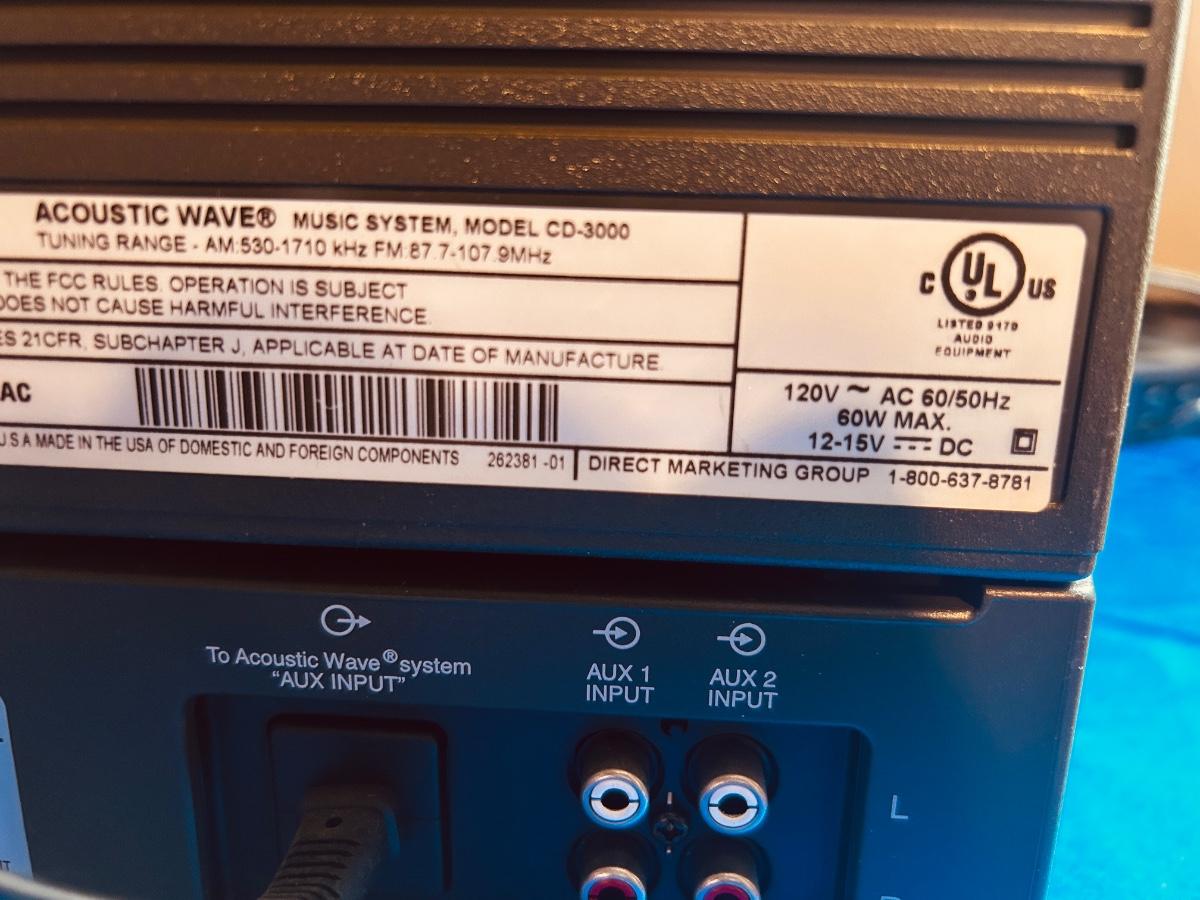 ACOUSTIC WAVE® MUSIC SYSTEM, MODEL CD-3000
TUNING RANGE - AM:530-1710 kHz FM:87.7-107.9MHz
THE FCC RULES. OPERATION IS SUBJECT
DOES NOT CAUSE HARMFUL INTERFERENCE.
ES 21CFR, SUBCHAPTER J, APPLICABLE AT DATE OF MANUFACTURE.
AC
U S A MADE IN THE USA OF DOMESTIC AND FOREIGN COMPONENTS 262381 -01
C UL US
LISTED 917D
AUDIO
EQUIPMENT
120V ~ AC 60/50Hz
60W MAX.
12-15V ⎓ DC
DIRECT MARKETING GROUP 1-800-637-8781
To Acoustic Wave® system
"AUX INPUT"
AUX 1
INPUT
AUX 2
INPUT
L